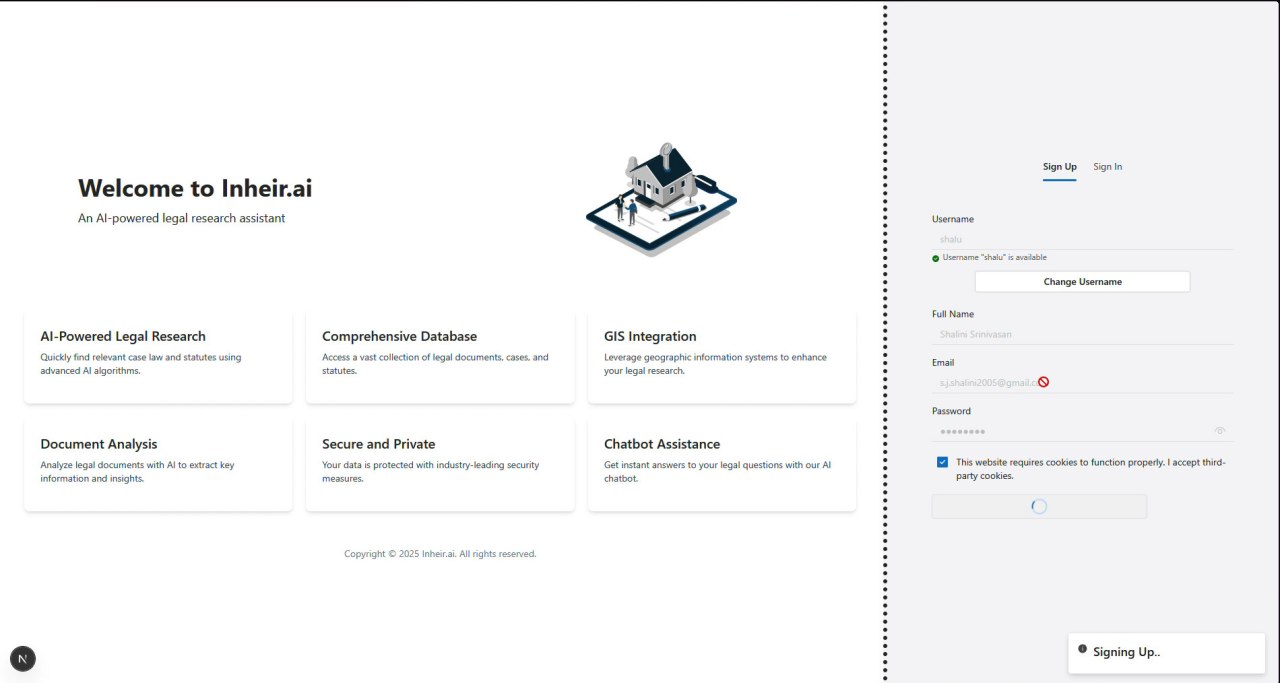 Welcome to Inheir.ai
An AI-powered legal research assistant
AI-Powered Legal Research
Quickly find relevant case law and statutes using
advanced AI algorithms.
Comprehensive Database
Access a vast collection of legal documents, cases, and
statutes.
GIS Integration
Leverage geographic information systems to enhance
your legal research.
Document Analysis
Analyze legal documents with AI to extract key
information and insights.
Secure and Private
Your data is protected with industry-leading security
measures.
Chatbot Assistance
Get instant answers to your legal questions with our AI
chatbot.
Copyright © 2025 Inheir.ai. All rights reserved.
N
Sign Up Sign In
Username
shalu
Username "shalu" is available
Change Username
Full Name
Shalini Srinivasan
Email
s.j.shalini2005@gmail.c
Password
This website requires cookies to function properly. I accept third-
party cookies.
Signing Up..